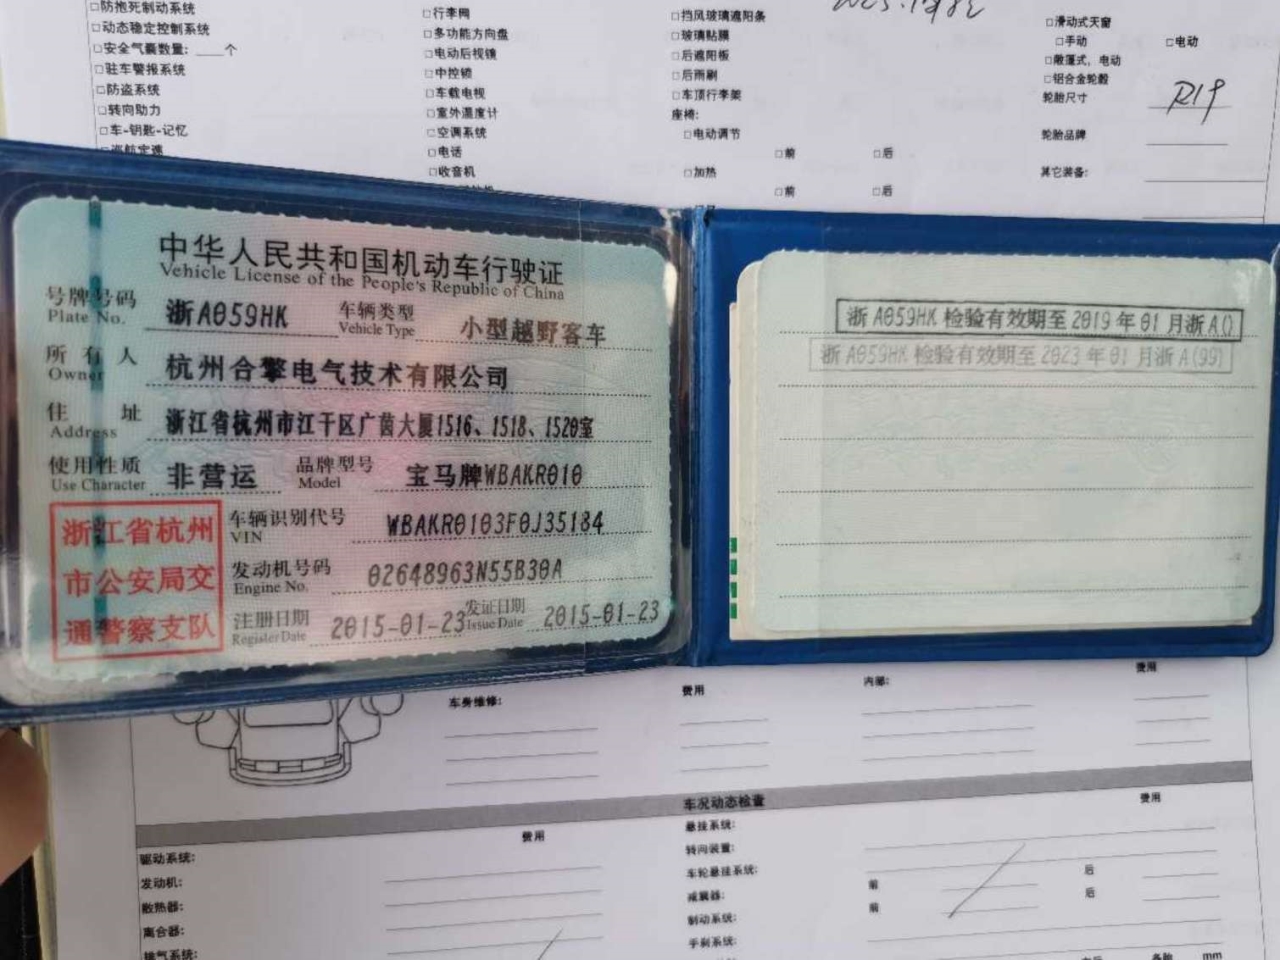 □防抱死制动系统
□动态稳定控制系统
□安全气囊数量: ___个
□驻车警报系统
□防盗系统
□转向助力
□车-钥匙-记忆
□巡航定速
□行李网
□多功能方向盘
□电动后视镜
□中控锁
□车载电视
□室外温度计
□空调系统
□电话
□收音机
□挡风玻璃遮阳条
□玻璃贴膜
□后遮阳板
□后雨刷
□车顶行李架
座椅:
□电动调节
□前 □后
□加热
□前 □后
□滑动式天窗
□手动 □电动
□敞篷式,电动
□铝合金轮毂
轮胎尺寸 R19
轮胎品牌
其它装备:
中华人民共和国机动车行驶证
Vehicle License of the People's Republic of China
号牌号码 浙A059HK 车辆类型 小型越野客车
Plate No. Vehicle Type
所有人 杭州合擎电气技术有限公司
Owner
住址 浙江省杭州市江干区广茵大厦1516、1518、1520室
Address
使用性质 非营运 品牌型号 宝马牌WBAKR010
Use Character Model
浙江省杭州
市公安局交
通警察支队
车辆识别代号 WBAKR0103F0J35184
VIN
发动机号码 02648963N55B30A
Engine No.
注册日期 2015-01-23 发证日期 2015-01-23
Register Date Issue Date
浙A059HK检验有效期至2019年01月浙A()
浙A059HK检验有效期至2023年01月浙A(99)
车身维修: 费用 内部: 费用
车况动态检查
费用 费用
驱动系统:
发动机:
散热器:
离合器:
排气系统:
悬挂系统:
转向装置:
车轮悬挂系统:
前 后
减震器:
前 后
制动系统:
手刹系统:
mm